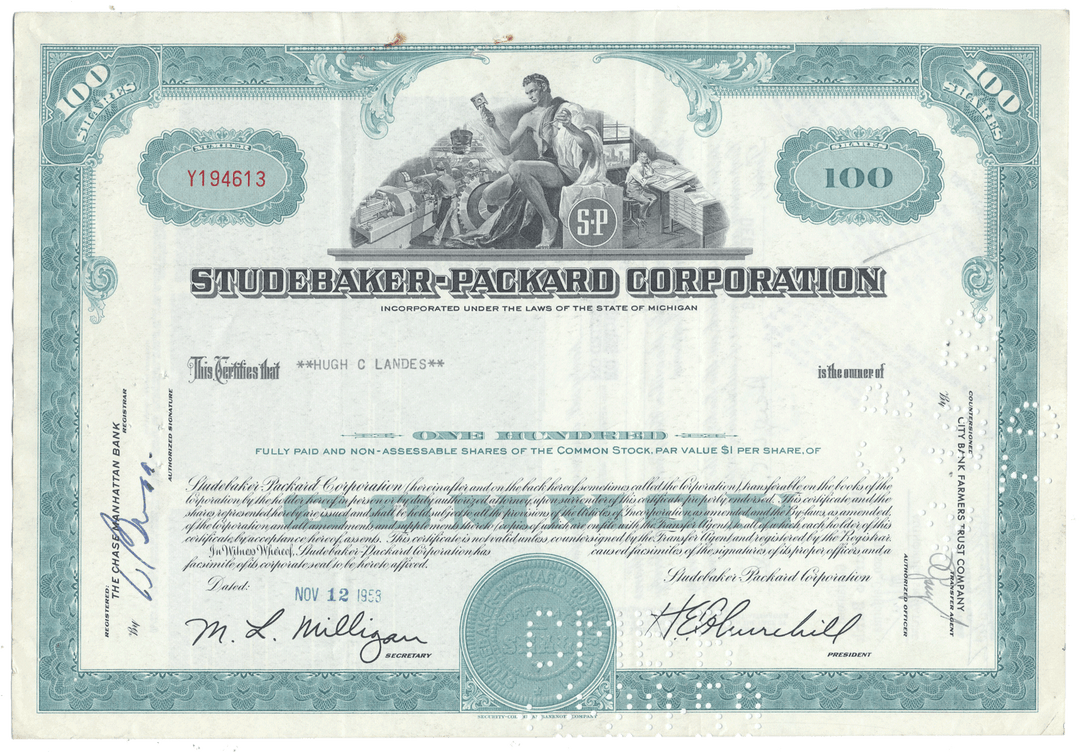 100
SHARES
100
SHARES
NUMBER
Y194613
SHARES
100
S-P
STUDEBAKER-PACKARD CORPORATION
INCORPORATED UNDER THE LAWS OF THE STATE OF MICHIGAN
This Certifies that **HUGH C LANDES** is the owner of
ONE HUNDRED
FULLY PAID AND NON-ASSESSABLE SHARES OF THE COMMON STOCK, PAR VALUE $1 PER SHARE, OF
COMMON
Studebaker-Packard Corporation (hereinafter and on the back hereof sometimes called the Corporation) transferable on the books of the
Corporation by the holder hereof in person or by duly authorized attorney upon surrender of this certificate properly endorsed. This certificate and the
shares represented hereby are issued and shall be held subject to all the provisions of the Articles of Incorporation, as amended, and the By-laws, as amended,
of the Corporation and all amendments and supplements thereto, copies of which are on file with the Transfer Agent, to all of which each holder of this
certificate by acceptance hereof assents. This certificate is not valid unless countersigned by the Transfer Agent and registered by the Registrar.
In Witness Whereof, Studebaker-Packard Corporation has caused facsimiles of the signatures of its proper officers and a
facsimile of its corporate seal to be hereto affixed.
Dated: NOV 12 1958
Studebaker-Packard Corporation
M. L. Milligan
SECRETARY
H E Churchill
PRESIDENT
REGISTERED:
THE CHASE MANHATTAN BANK
REGISTRAR
By
AUTHORIZED SIGNATURE
COUNTERSIGNED
CITY BANK FARMERS TRUST COMPANY
TRANSFER AGENT
By
AUTHORIZED OFFICER